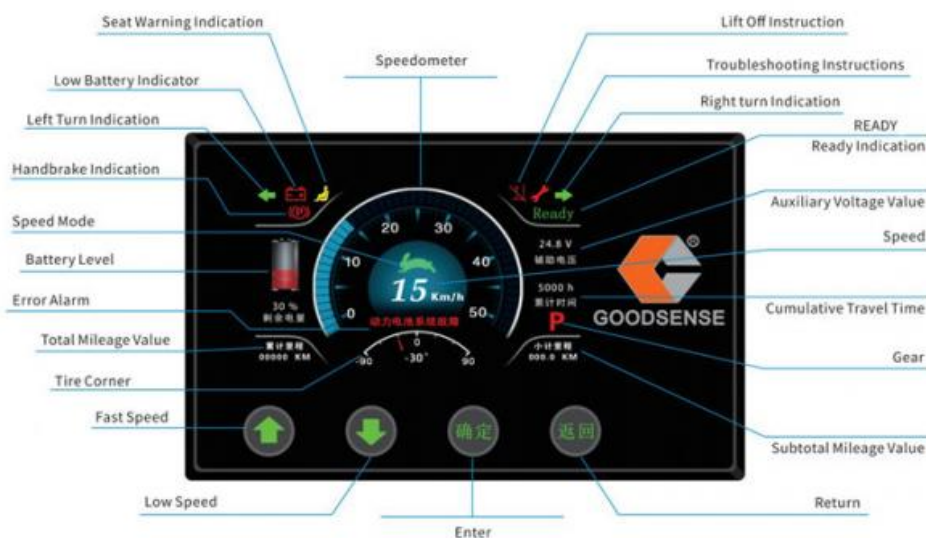 Seat Warning Indication
Lift Off Instruction
Speedometer
Troubleshooting Instructions
Low Battery Indicator
Right turn Indication
Left Turn Indication
READY
Ready Indication
Handbrake Indication
Ready
Auxiliary Voltage Value
Speed Mode
20
30
24.8 V
辅助电压
Speed
Battery Level
10
40
15 Km/h
5000 h
累计时间
®
Error Alarm
30 %
剩余电量
0
50
动力电池系统故障
P
GOODSENSE
Cumulative Travel Time
Total Mileage Value
累计里程
00000 KM
-90
0
-30°
90
小计里程
000.0 KM
Gear
Tire Corner
Fast Speed
确定
返回
Subtotal Mileage Value
Low Speed
Return
Enter